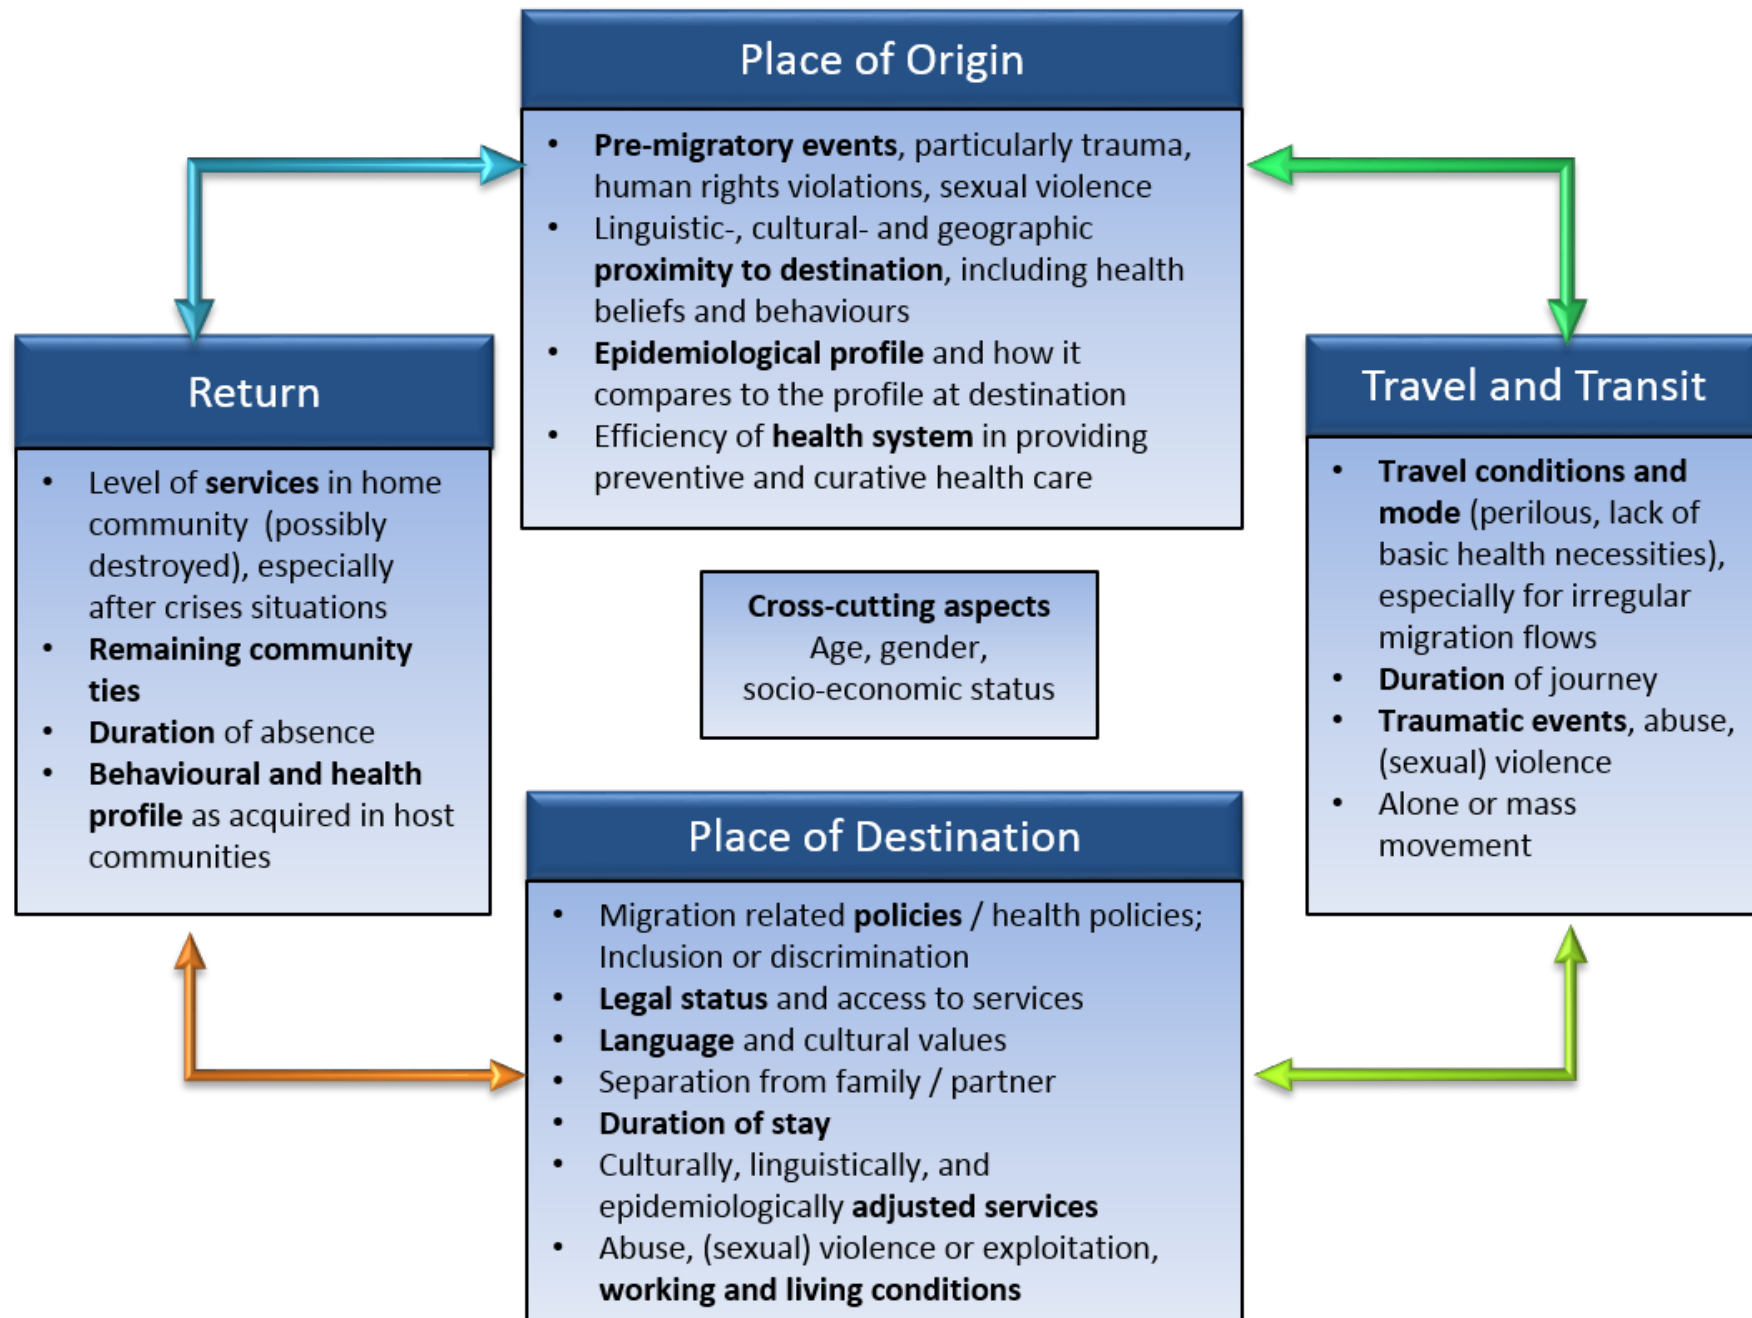 Place of Origin
• Pre-migratory events, particularly trauma,
human rights violations, sexual violence
• Linguistic-, cultural- and geographic
proximity to destination, including health
beliefs and behaviours
• Epidemiological profile and how it
compares to the profile at destination
• Efficiency of health system in providing
preventive and curative health care
Return
• Level of services in home
community (possibly
destroyed), especially
after crises situations
• Remaining community
ties
• Duration of absence
• Behavioural and health
profile as acquired in host
communities
Cross-cutting aspects
Age, gender,
socio-economic status
Travel and Transit
• Travel conditions and
mode (perilous, lack of
basic health necessities),
especially for irregular
migration flows
• Duration of journey
• Traumatic events, abuse,
(sexual) violence
• Alone or mass
movement
Place of Destination
• Migration related policies / health policies;
Inclusion or discrimination
• Legal status and access to services
• Language and cultural values
• Separation from family / partner
• Duration of stay
• Culturally, linguistically, and
epidemiologically adjusted services
• Abuse, (sexual) violence or exploitation,
working and living conditions